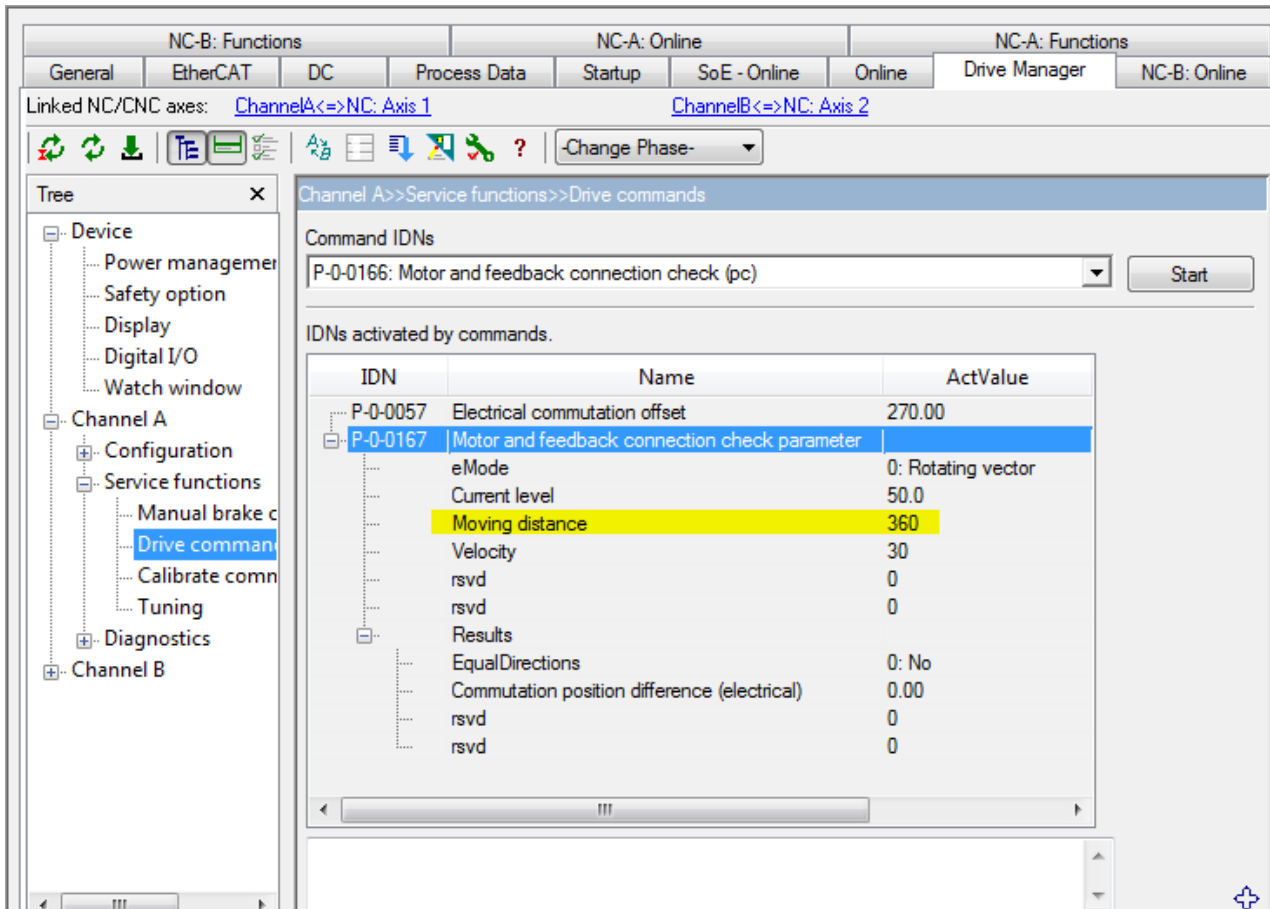 NC-B: Functions NC-A: Online NC-A: Functions
General EtherCAT DC Process Data Startup SoE - Online Online Drive Manager NC-B: Online
Linked NC/CNC axes: ChannelA<=>NC: Axis 1 ChannelB<=>NC: Axis 2
-Change Phase-
Tree
Device
Power managemer
Safety option
Display
Digital I/O
Watch window
Channel A
Configuration
Service functions
Manual brake c
Drive comman
Calibrate comn
Tuning
Diagnostics
Channel B
Channel A>>Service functions>>Drive commands
Command IDNs
P-0-0166: Motor and feedback connection check (pc) Start
IDNs activated by commands.
IDN Name ActValue
P-0-0057 Electrical commutation offset 270.00
P-0-0167 Motor and feedback connection check parameter
eMode 0: Rotating vector
Current level 50.0
Moving distance 360
Velocity 30
rsvd 0
rsvd 0
Results
EqualDirections 0: No
Commutation position difference (electrical) 0.00
rsvd 0
rsvd 0